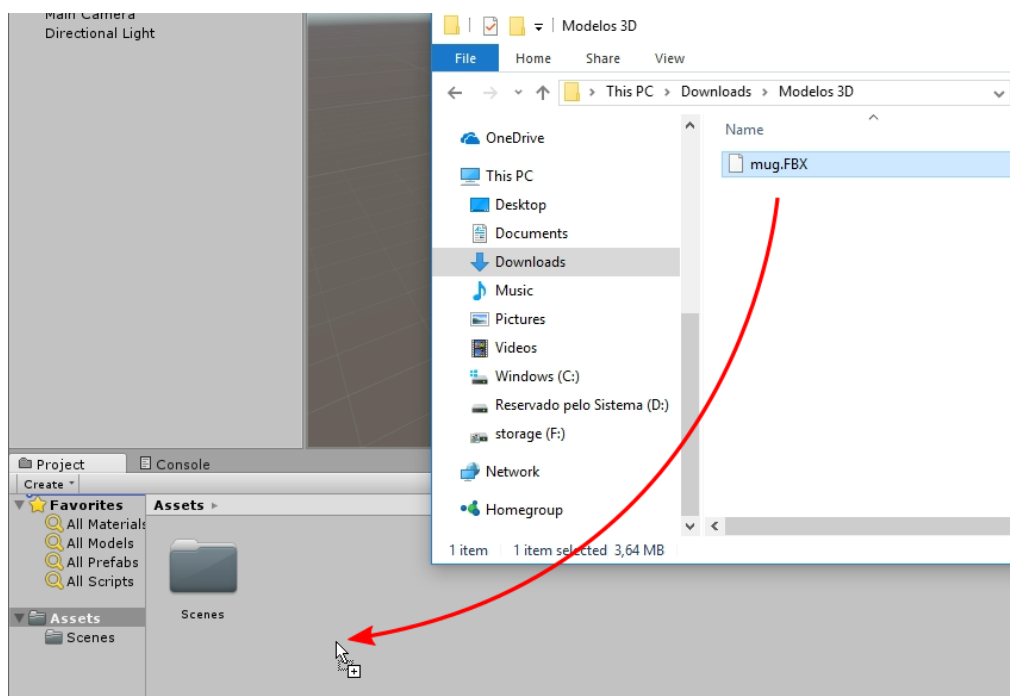 Main Camera
Directional Light
Modelos 3D
File Home Share View
This PC > Downloads > Modelos 3D
OneDrive
This PC
Desktop
Documents
Downloads
Music
Pictures
Videos
Windows (C:)
Reservado pelo Sistema (D:)
storage (F:)
Network
Homegroup
Name
mug.FBX
1 item 1 item selected 3,64 MB
Project Console
Create
Favorites
All Materials
All Models
All Prefabs
All Scripts
Assets
Scenes
Assets
Scenes